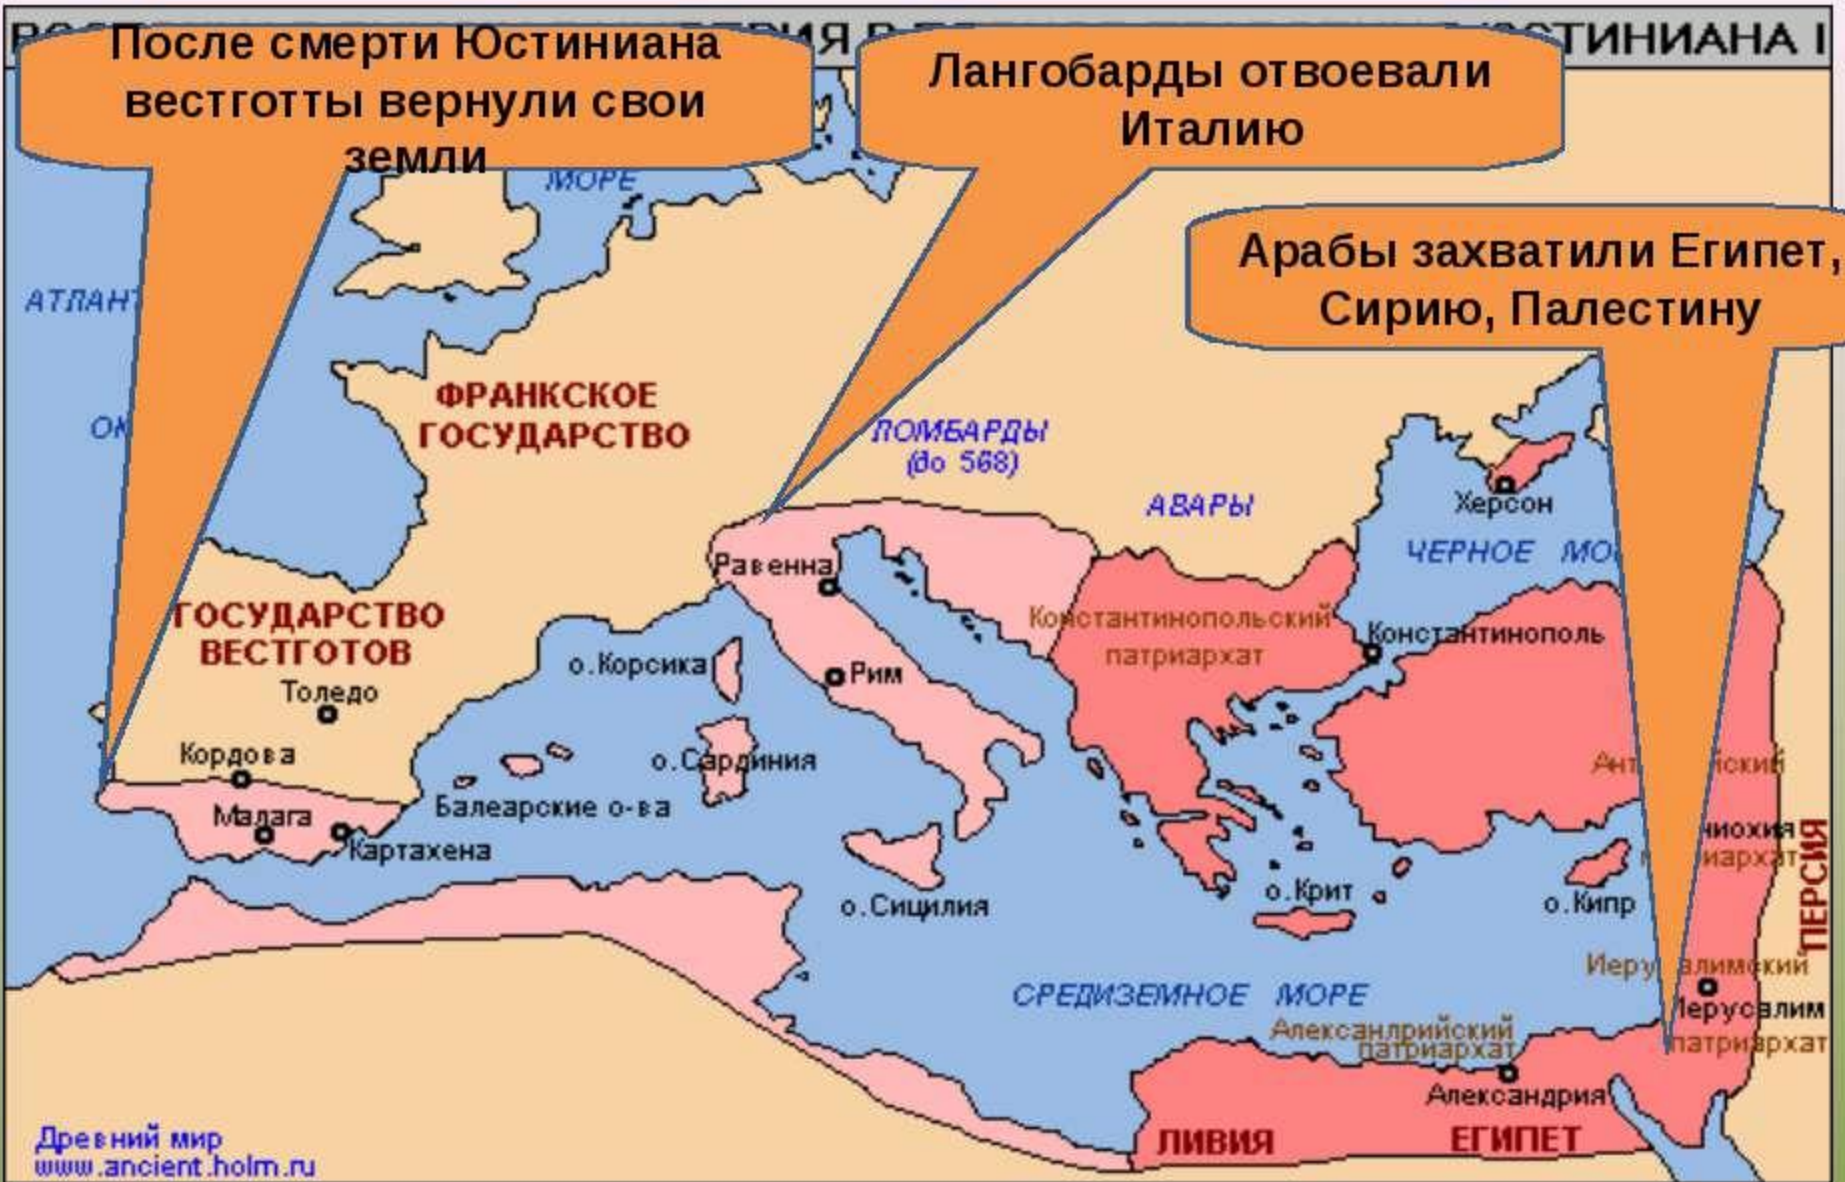 ТИНИАНА I
После смерти Юстиниана
вестготты вернули свои
земли
Лангобарды отвоевали
Италию
Арабы захватили Египет,
Сирию, Палестину
МОРЕ
ФРАНКСКОЕ
ГОСУДАРСТВО
ЛОМБАРДЫ
(до 568)
АВАРЫ
Херсон
ЧЕРНОЕ МО
Равенна
ГОСУДАРСТВО
ВЕСТГОТОВ
Толедо
Кордова
Малага
Картахена
Балеарские о-ва
о.Корсика
о.Сардиния
Рим
о.Сицилия
Константинопольский
патриархат
Константинополь
о.Крит
о.Кипр
ПЕРСИЯ
СРЕДИЗЕМНОЕ МОРЕ
Иерусалим
патриархат
Александрийский
патриархат
Александрия
ЛИВИЯ
ЕГИПЕТ
Древний мир
www.ancient.holm.ru